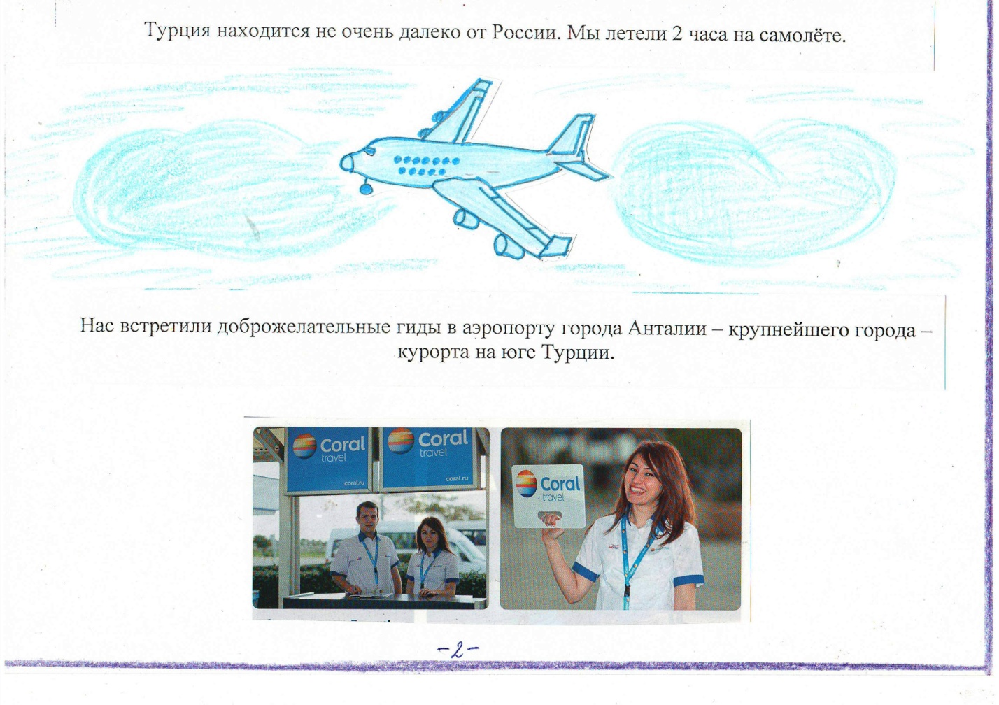 Турция находится не очень далеко от России. Мы летели 2 часа на самолёте.
Нас встретили доброжелательные гиды в аэропорту города Анталии – крупнейшего города –
курорта на юге Турции.
Coral
travel
coral.ru
Coral
travel
coral.ru
Coral
travel
-2-